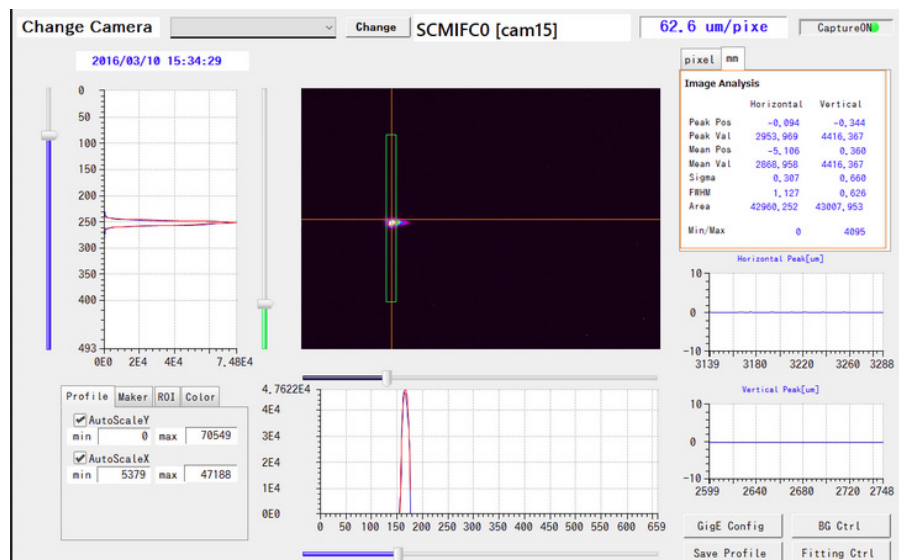 Change Camera Change SCMIFC0 [cam15] 62.6 um/pixe CaptureON
2016/03/10 15:34:29
0
50
100
150
200
250
300
350
400
493
0E0 2E4 4E4 7.48E4
pixel mm
Image Analysis
Horizontal Vertical
Peak Pos -0.094 -0.344
Peak Val 2953.969 4416.367
Mean Pos -5.106 0.360
Mean Val 2868.958 4416.367
Sigma 0.307 0.660
FWHM 1.127 0.626
Area 42960.252 43007.953
Min/Max 0 4095
Horizontal Peak[um]
10
0
-10
3139 3180 3220 3260 3288
Vertical Peak[um]
10
0
-10
2599 2640 2680 2720 2748
Profile Maker ROI Color
AutoScaleY
min 0 max 70549
AutoScaleX
min 5379 max 47188
4.7622E4
4E4
3E4
2E4
1E4
0E0
0 50 100 150 200 250 300 350 400 450 500 550 600 659
GigE Config BG Ctrl
Save Profile Fitting Ctrl